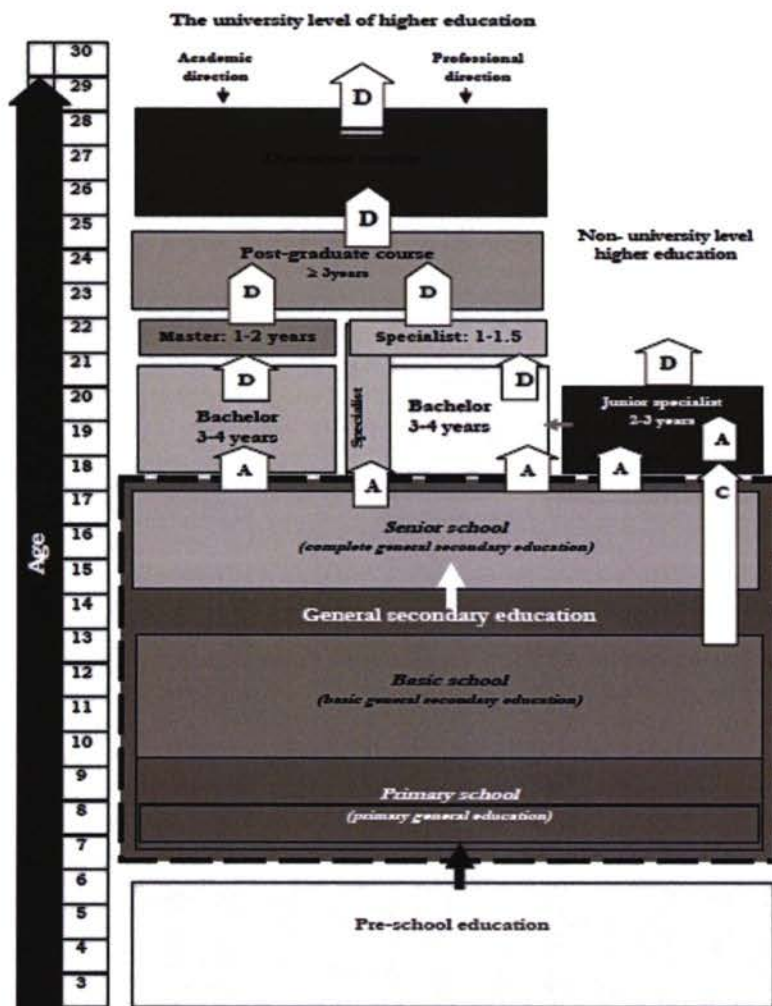 The university level of higher education
Academic
direction
Professional
direction
30
29
28
27
26
25
24
23
22
21
20
19
18
17
16
15
14
13
12
11
10
9
8
7
6
5
4
3
Age
D
D
Non- university level
higher education
Post-graduate course
≥ 3years
D
D
Master: 1-2 years
Specialist: 1-1.5
D
D
D
Bachelor
3-4 years
Specialist
Bachelor
3-4 years
Junior specialist
2-3 years
A
A
A
A
A
C
Senior school
(complete general secondary education)
General secondary education
Basic school
(basic general secondary education)
Primary school
(primary general education)
Pre-school education